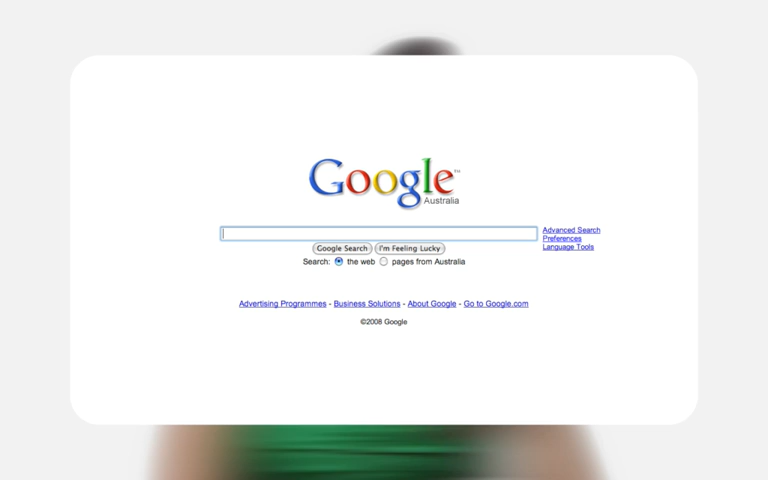 Google™
Australia
Advanced Search
Preferences
Language Tools
Google Search I'm Feeling Lucky
Search: the web pages from Australia
Advertising Programmes - Business Solutions - About Google - Go to Google.com
©2008 Google